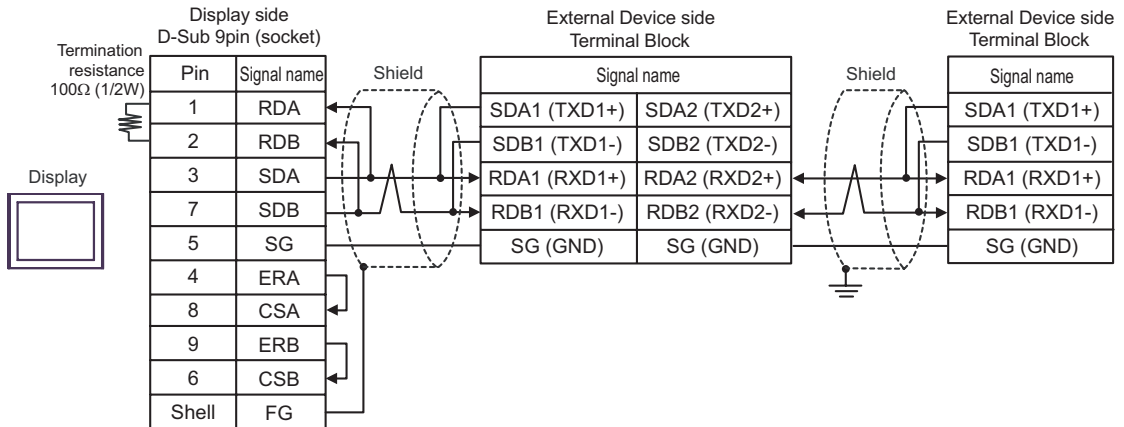 Display side
D-Sub 9pin (socket)
External Device side
Terminal Block
External Device side
Terminal Block
Termination
resistance
100Ω (1/2W)
Pin Signal name
Shield
Signal name
Shield
Signal name
1 RDA
SDA1 (TXD1+) SDA2 (TXD2+)
SDA1 (TXD1+)
2 RDB
SDB1 (TXD1-) SDB2 (TXD2-)
SDB1 (TXD1-)
Display
3 SDA
RDA1 (RXD1+) RDA2 (RXD2+)
RDA1 (RXD1+)
7 SDB
RDB1 (RXD1-) RDB2 (RXD2-)
RDB1 (RXD1-)
5 SG
SG (GND) SG (GND)
SG (GND)
4 ERA
8 CSA
9 ERB
6 CSB
Shell FG